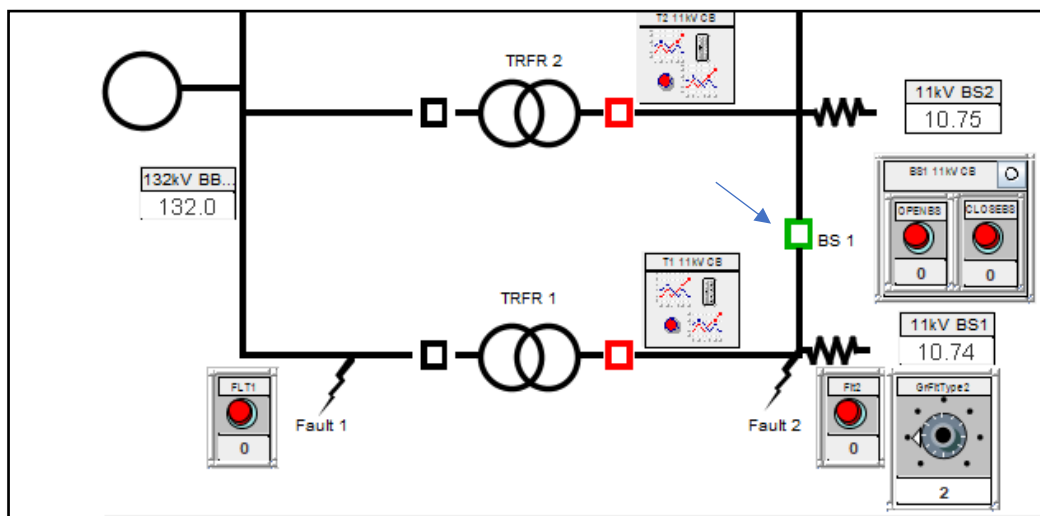 T2 11kV CB
TRFR 2
11kV BS2
10.75
132kV BB...
132.0
BS1 11kV CB
OPENBS
CLOSEBS
0
0
BS 1
T1 11kV CB
TRFR 1
11kV BS1
10.74
FLT1
0
Fault 1
Fault 2
Flt2
0
GrFltType2
2